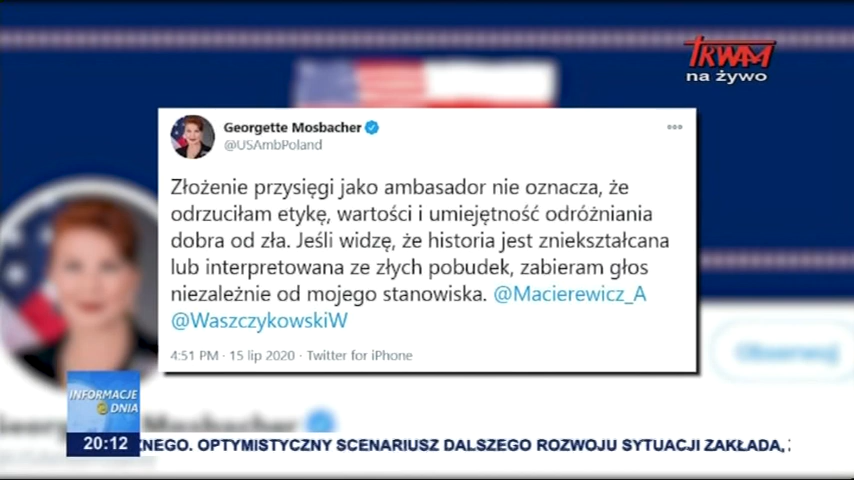 TRWAM
na żywo
Georgette Mosbacher
@USAmbPoland
Złożenie przysięgi jako ambasador nie oznacza, że
odrzuciłam etykę, wartości i umiejętność odróżniania
dobra od zła. Jeśli widzę, że historia jest zniekształcana
lub interpretowana ze złych pobudek, zabieram głos
niezależnie od mojego stanowiska. @Macierewicz_A
@WaszczykowskiW
4:51 PM · 15 lip 2020 · Twitter for iPhone
Obserwuj
Mosbacher
INFORMACJE
DNIA
20:12
ZNEGO. OPTYMISTYCZNY SCENARIUSZ DALSZEGO ROZWOJU SYTUACJI ZAKŁADA,